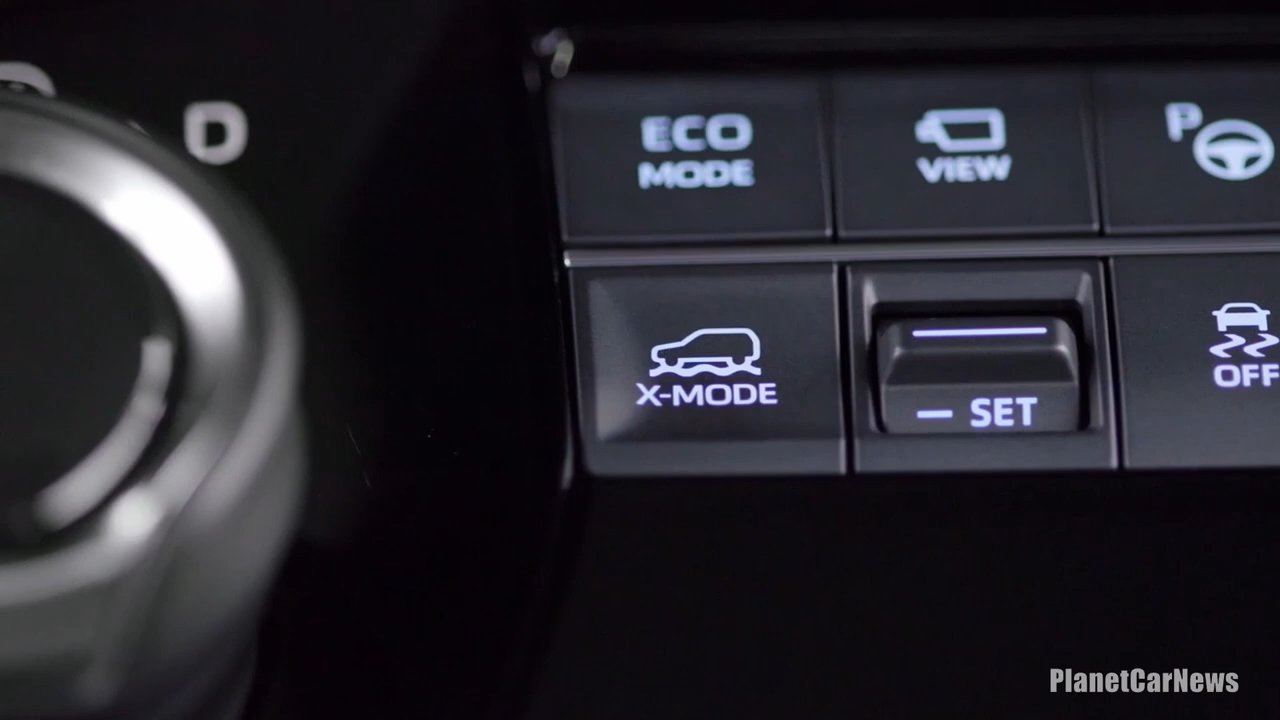 D
ECO
MODE
VIEW
P
X-MODE
— SET
OFF
PlanetCarNews